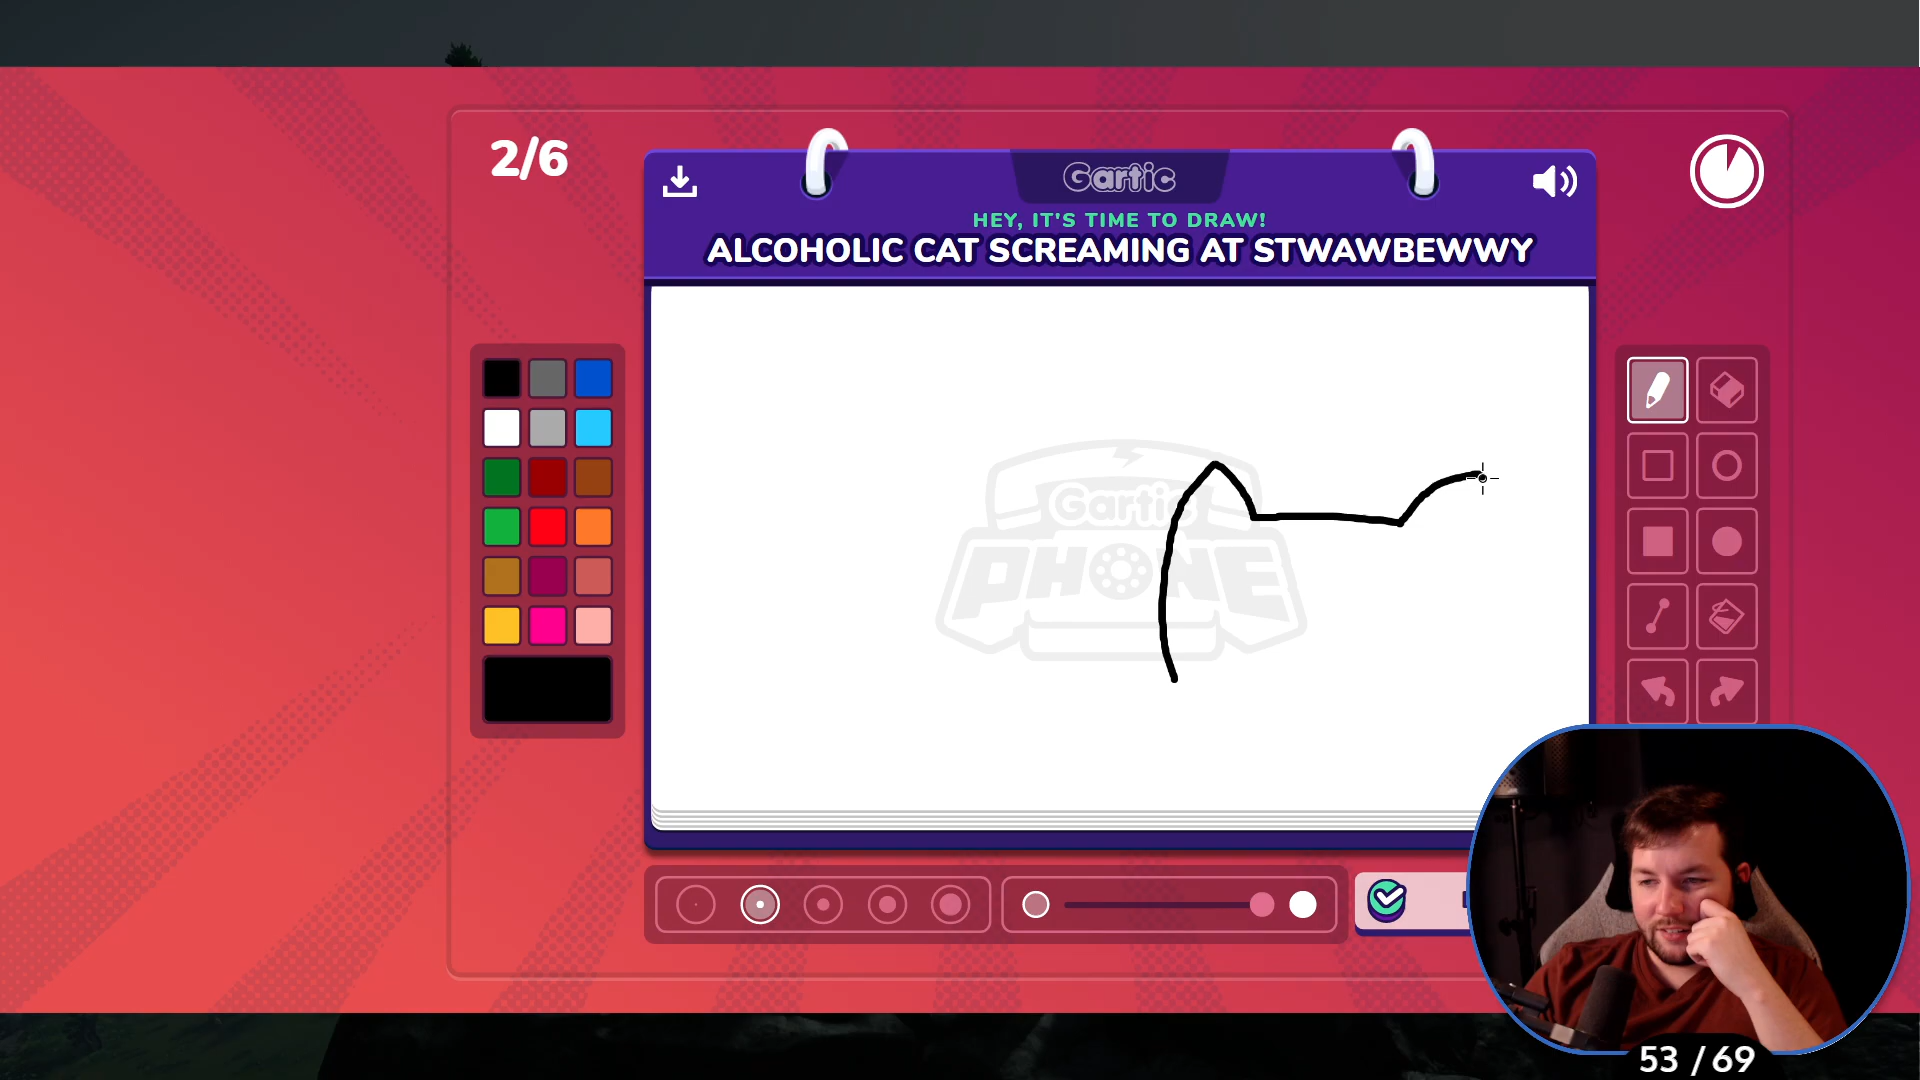 2/6
Gartic
HEY, IT'S TIME TO DRAW!
ALCOHOLIC CAT SCREAMING AT STWAWBEWWY
Gartic
PHONE
53 / 69